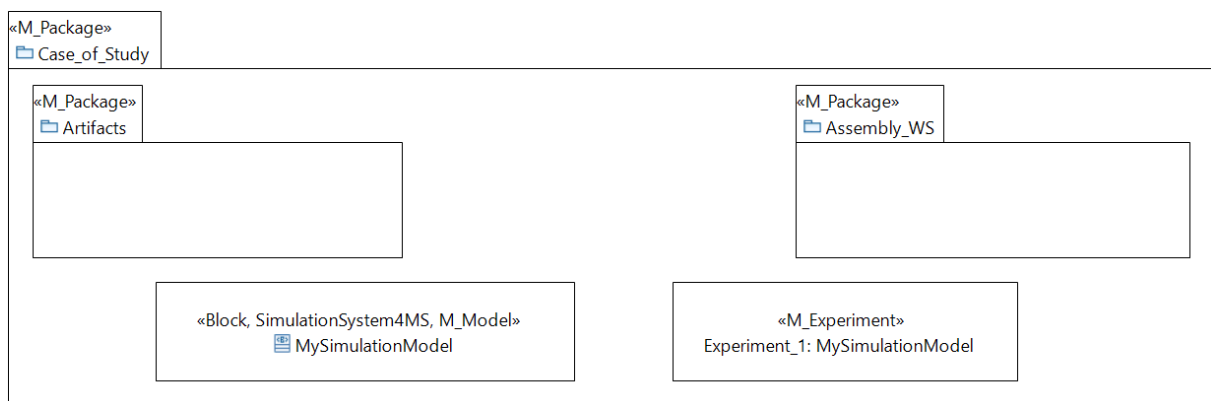 «M_Package»
Case_of_Study
«M_Package»
Artifacts
«M_Package»
Assembly_WS
«Block, SimulationSystem4MS, M_Model»
MySimulationModel
«M_Experiment»
Experiment_1: MySimulationModel